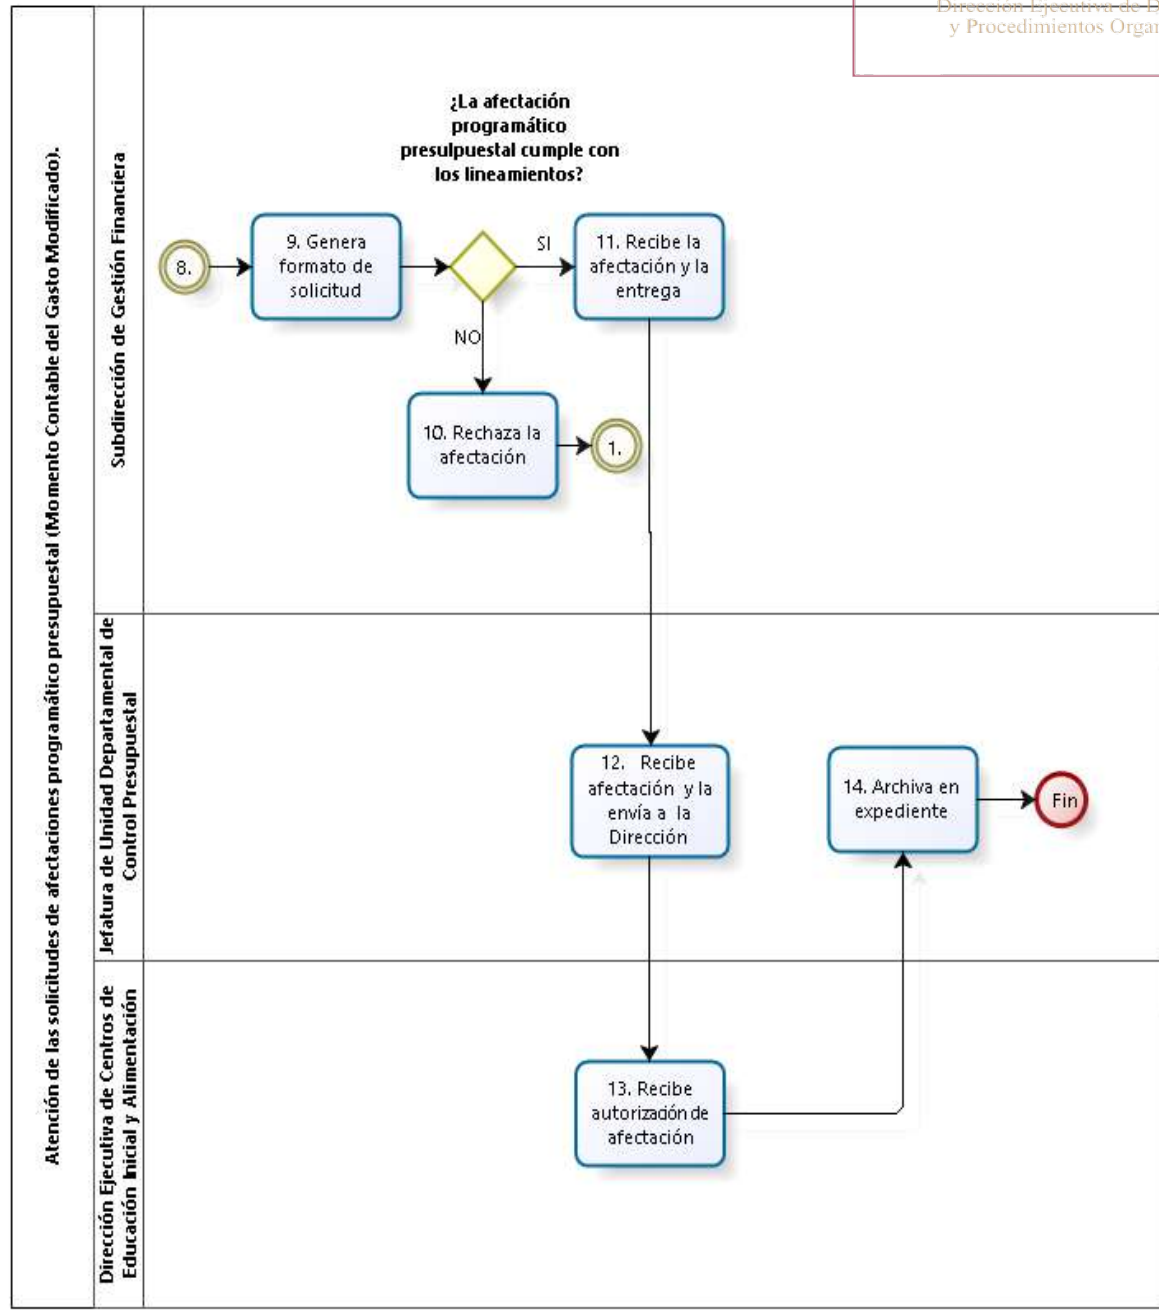 Dirección Ejecutiva de D
y Procedimientos Organ
Atención de las solicitudes de afectaciones programático presupuestal (Momento Contable del Gasto Modificado).
Subdirección de Gestión Financiera
¿La afectación
programático
presulpuestal cumple con
los lineamientos?
8.
9. Genera
formato de
solicitud
SI
11. Recibe la
afectación y la
entrega
NO
10. Rechaza la
afectación
1.
Jefatura de Unidad Departamental de
Control Presupuestal
12. Recibe
afectación y la
envía a la
Dirección
14. Archiva en
expediente
Fin
Dirección Ejecutiva de Centros de
Educación Inicial y Alimentación
13. Recibe
autorización de
afectación